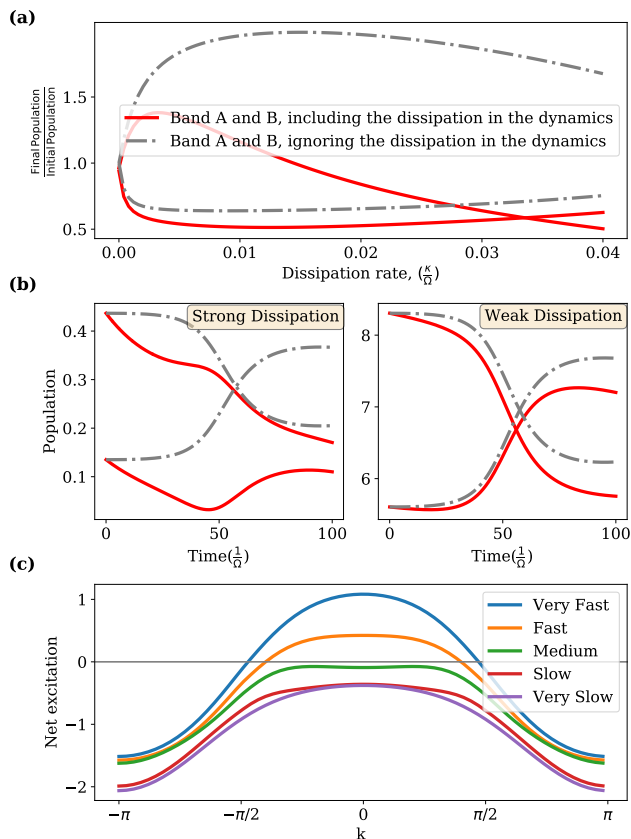 (a)
Final Population
Initial Population
1.5
1.0
0.5
Band A and B, including the dissipation in the dynamics
Band A and B, ignoring the dissipation in the dynamics
0.00 0.01 0.02 0.03 0.04
Dissipation rate, (κ/Ω)
(b)
Strong Dissipation
Weak Dissipation
Population
0.4
0.3
0.2
0.1
0 50 100
Time(1/Ω)
8
7
6
0 50 100
Time(1/Ω)
(c)
Net excitation
1
0
−1
−2
Very Fast
Fast
Medium
Slow
Very Slow
−π −π/2 0 π/2 π
k